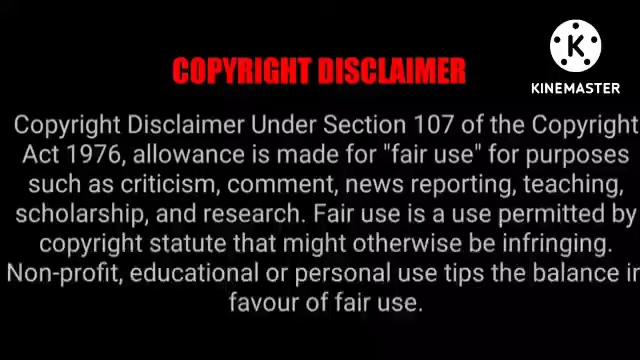 COPYRIGHT DISCLAIMER
K
KINEMASTER
Copyright Disclaimer Under Section 107 of the Copyright
Act 1976, allowance is made for "fair use" for purposes
such as criticism, comment, news reporting, teaching,
scholarship, and research. Fair use is a use permitted by
copyright statute that might otherwise be infringing.
Non-profit, educational or personal use tips the balance in
favour of fair use.